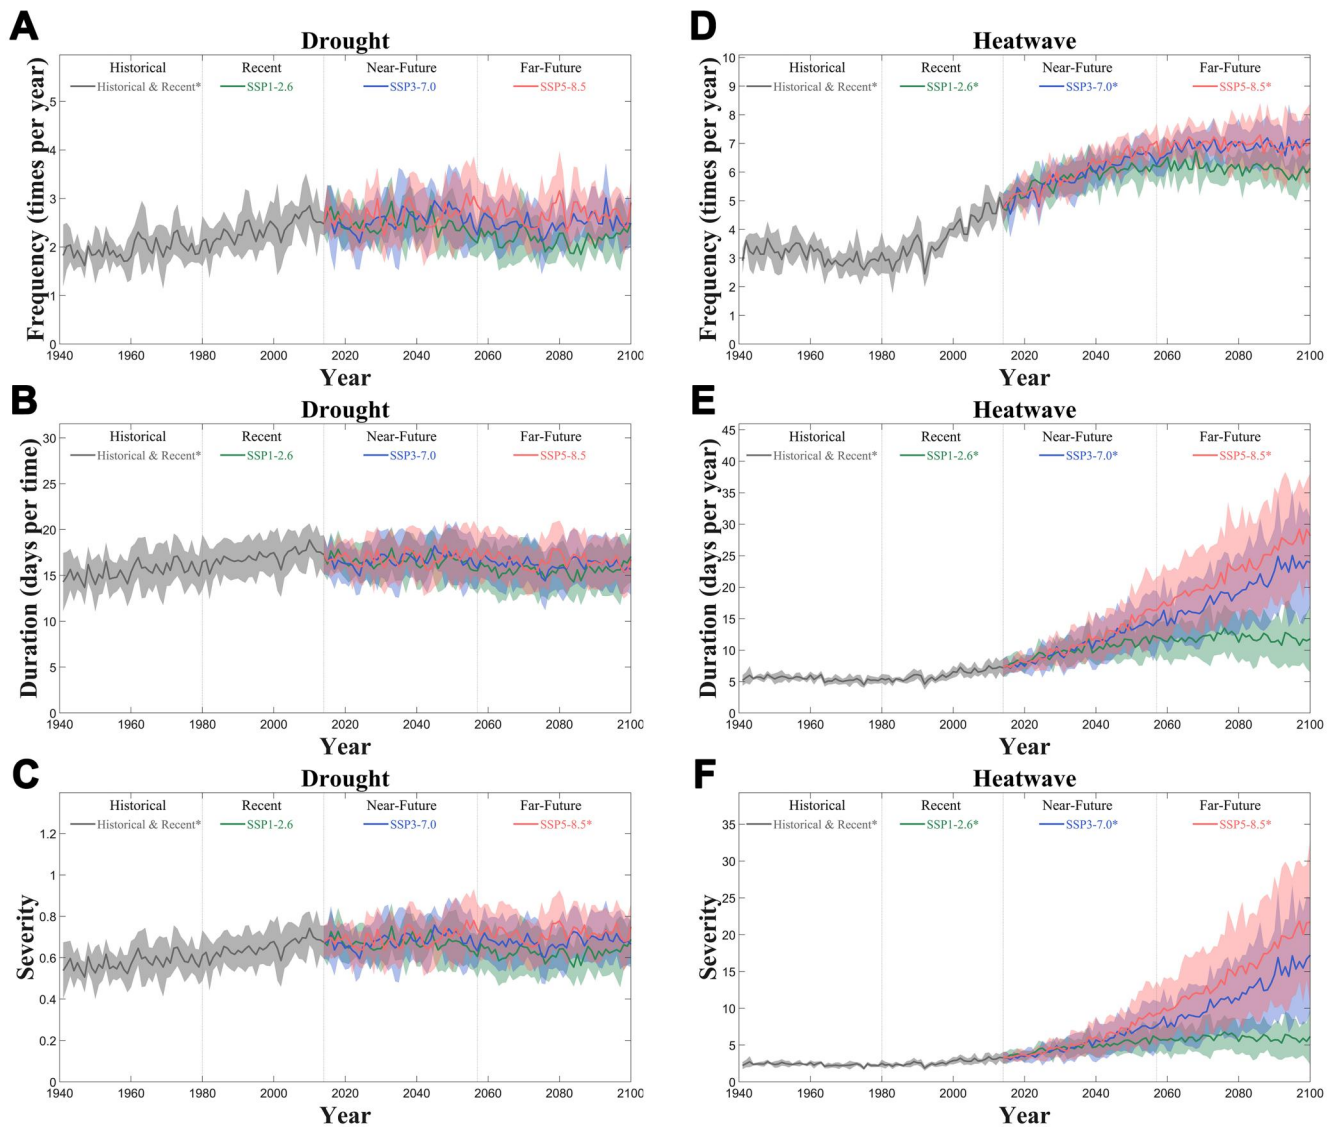 A
Drought
Historical Recent Near-Future Far-Future
Historical & Recent* SSP1-2.6 SSP3-7.0 SSP5-8.5
Frequency (times per year)
5
4
3
2
1
0
1940 1960 1980 2000 2020 2040 2060 2080 2100
Year
D
Heatwave
Historical Recent Near-Future Far-Future
Historical & Recent* SSP1-2.6* SSP3-7.0* SSP5-8.5*
Frequency (times per year)
10
9
8
7
6
5
4
3
2
1
0
1940 1960 1980 2000 2020 2040 2060 2080 2100
Year
B
Drought
Historical Recent Near-Future Far-Future
Historical & Recent* SSP1-2.6 SSP3-7.0 SSP5-8.5
Duration (days per time)
30
25
20
15
10
5
0
1940 1960 1980 2000 2020 2040 2060 2080 2100
Year
E
Heatwave
Historical Recent Near-Future Far-Future
Historical & Recent* SSP1-2.6* SSP3-7.0* SSP5-8.5*
Duration (days per year)
45
40
35
30
25
20
15
10
5
0
1940 1960 1980 2000 2020 2040 2060 2080 2100
Year
C
Drought
Historical Recent Near-Future Far-Future
Historical & Recent* SSP1-2.6 SSP3-7.0 SSP5-8.5*
Severity
1.2
1
0.8
0.6
0.4
0.2
0
1940 1960 1980 2000 2020 2040 2060 2080 2100
Year
F
Heatwave
Historical Recent Near-Future Far-Future
Historical & Recent* SSP1-2.6* SSP3-7.0* SSP5-8.5*
Severity
35
30
25
20
15
10
5
0
1940 1960 1980 2000 2020 2040 2060 2080 2100
Year